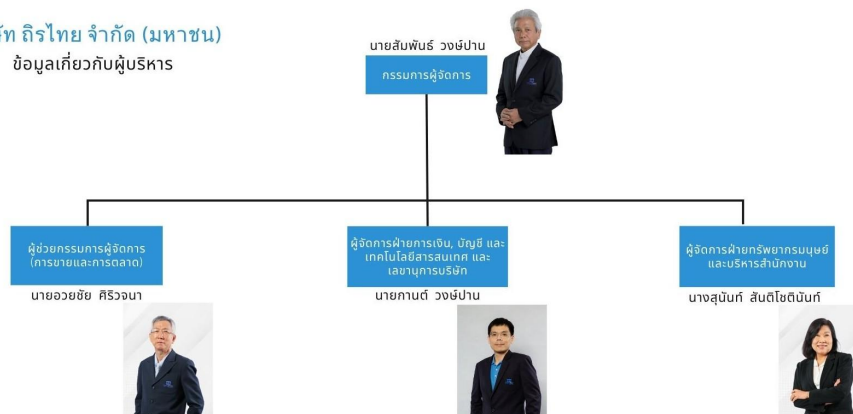 ถิรไทย จำกัด (มหาชน)
ข้อมูลเกี่ยวกับผู้บริหาร
นายสัมพันธ์ วงษ์ปาน
กรรมการผู้จัดการ
ผู้ช่วยกรรมการผู้จัดการ
(การขายและการตลาด)
นายอวยชัย ศิริวจนา
ผู้จัดการฝ่ายการเงิน, บัญชี และ
เทคโนโลยีสารสนเทศ และ
เลขานุการบริษัท
นายกานต์ วงษ์ปาน
ผู้จัดการฝ่ายทรัพยากรมนุษย์
และบริหารสำนักงาน
นางสุนันท์ สันติโชตินันท์